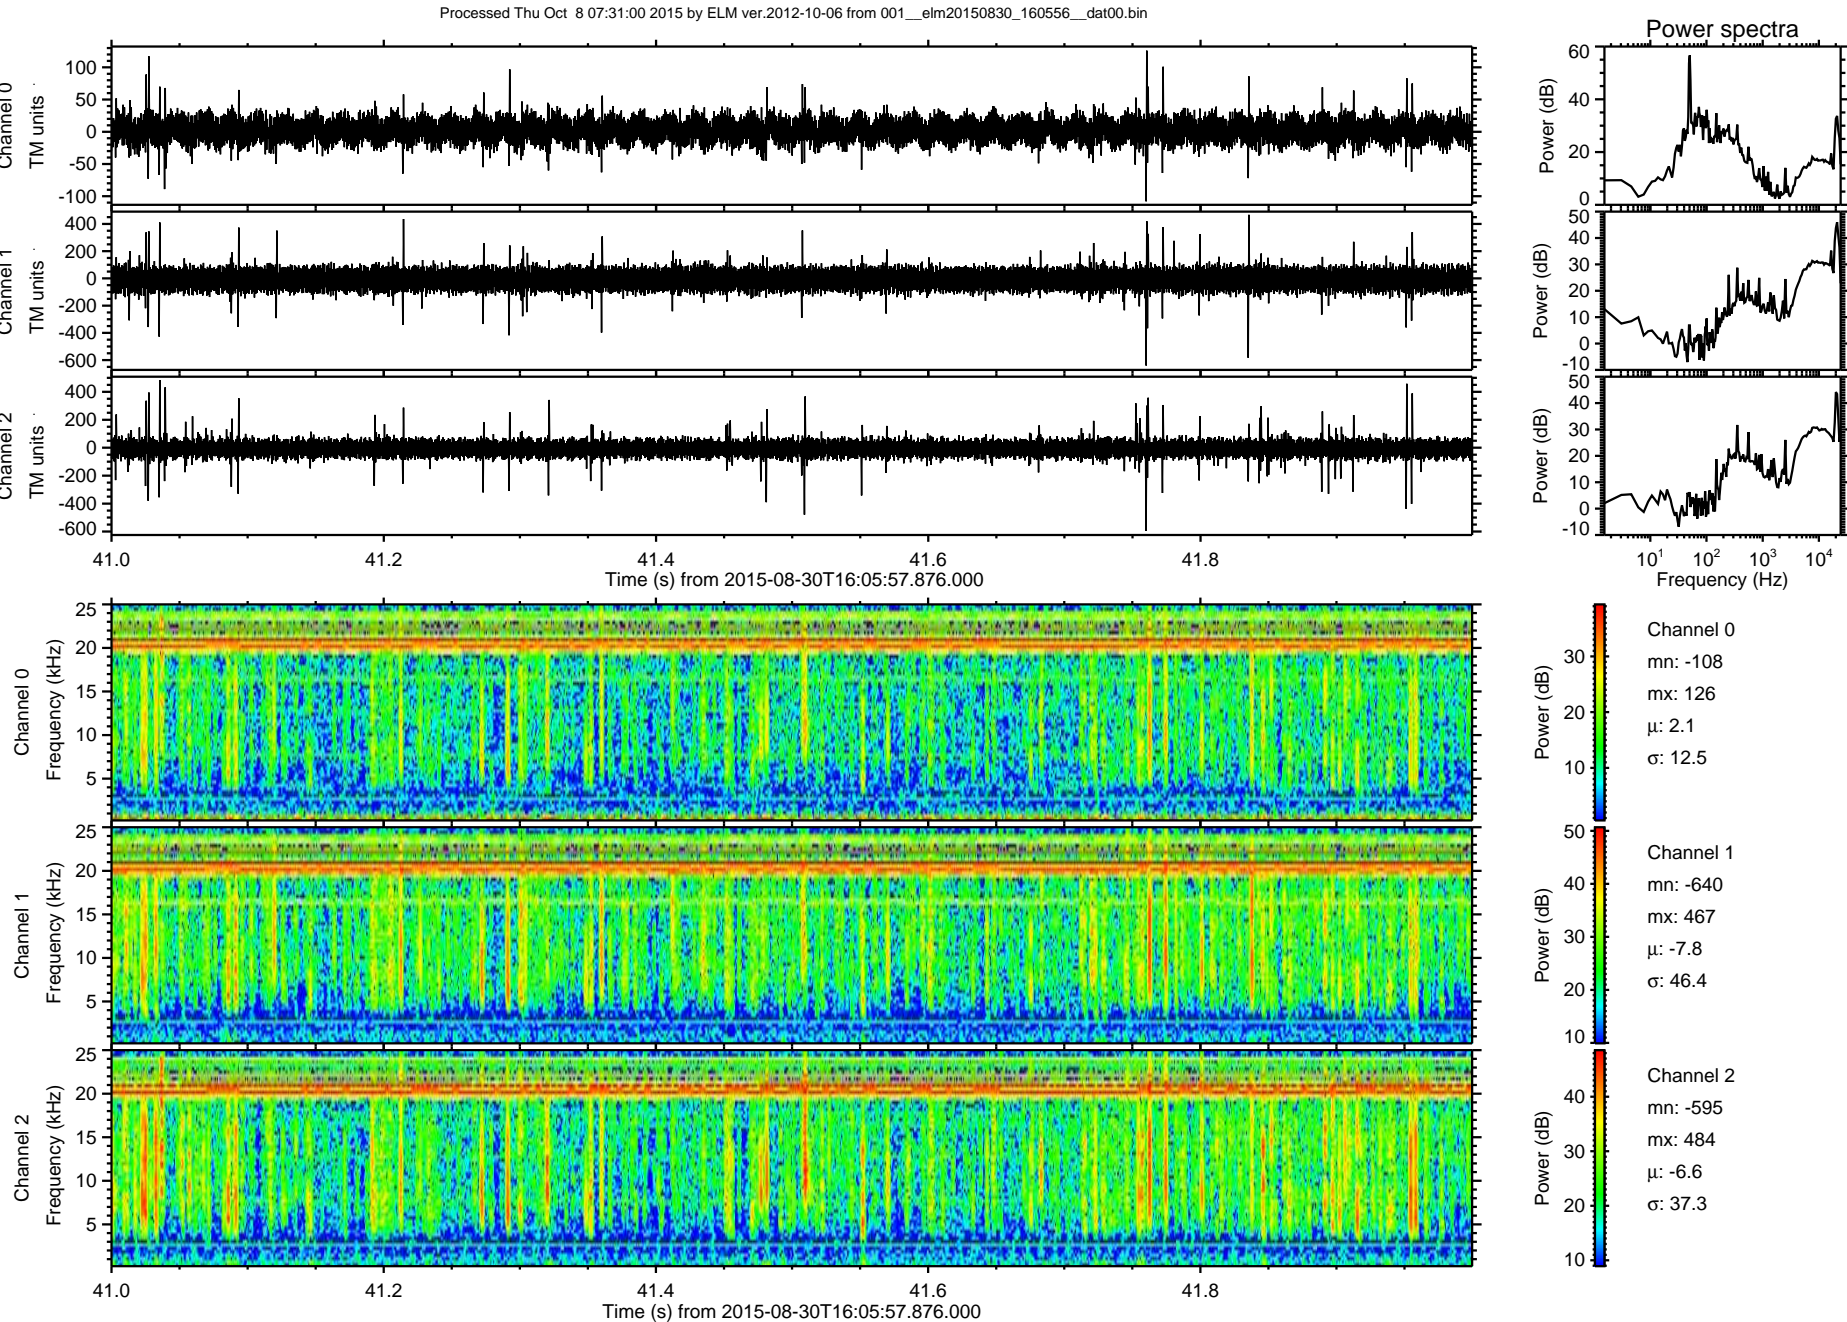 Processed Thu Oct 8 07:31:00 2015 by ELM ver.2012-10-06 from 001__elm20150830_160556__dat00.bin
Power spectra
Channel 0
TM units
100
50
0
-50
-100
Power (dB)
60
40
20
0
Channel 1
TM units
400
200
0
-200
-400
-600
Power (dB)
50
40
30
20
10
0
-10
Channel 2
TM units
400
200
0
-200
-400
-600
Power (dB)
50
40
30
20
10
0
-10
41.0 41.2 41.4 41.6 41.8
Time (s) from 2015-08-30T16:05:57.876.000
10¹ 10² 10³ 10⁴
Frequency (Hz)
Channel 0
Frequency (kHz)
25
20
15
10
5
Power (dB)
30
20
10
Channel 0
mn: -108
mx: 126
μ: 2.1
σ: 12.5
Channel 1
Frequency (kHz)
25
20
15
10
5
Power (dB)
50
40
30
20
10
Channel 1
mn: -640
mx: 467
μ: -7.8
σ: 46.4
Channel 2
Frequency (kHz)
25
20
15
10
5
Power (dB)
40
30
20
10
Channel 2
mn: -595
mx: 484
μ: -6.6
σ: 37.3
41.0 41.2 41.4 41.6 41.8
Time (s) from 2015-08-30T16:05:57.876.000